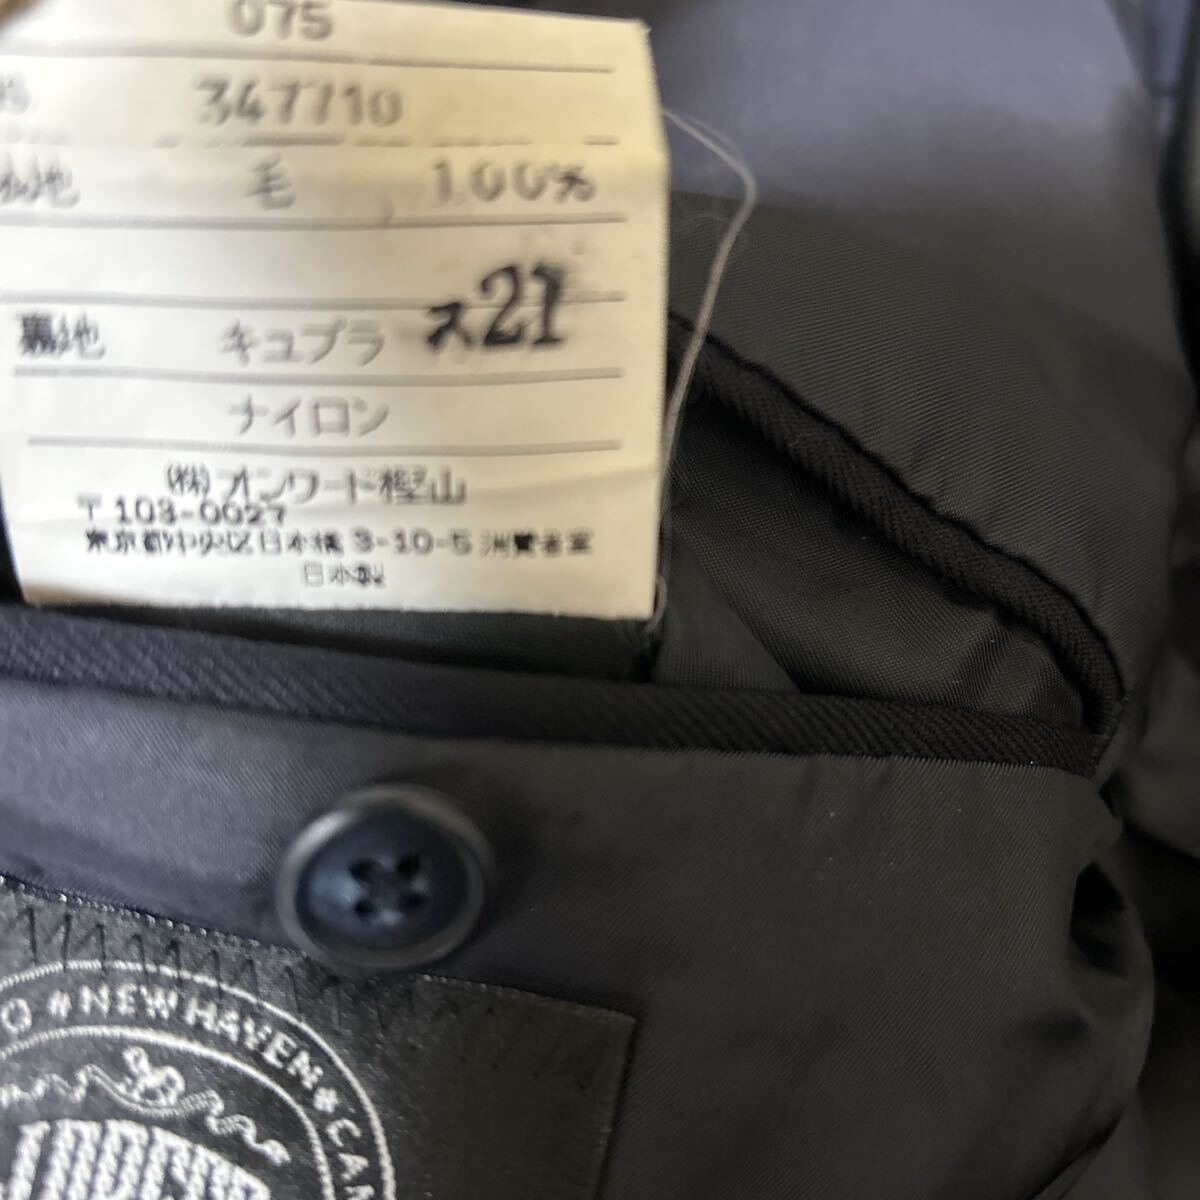 075
347710
表地 毛 100%
ス21
裏地 キュプラ
ナイロン
(株)オンワード樫山
〒103-0027
東京都中央区日本橋3-10-5 消費者室
日本製
NEW HAVEN